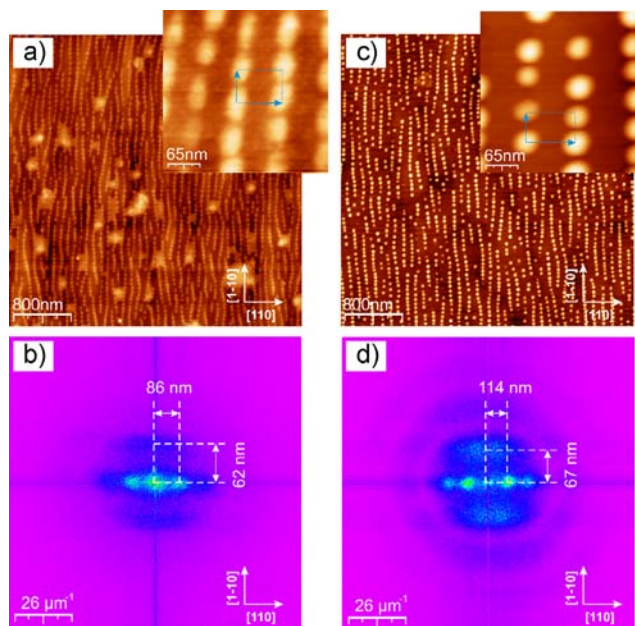 a)
65nm
800nm
[1-10]
[110]
c)
65nm
800nm
[1-10]
[110]
b)
86 nm
62 nm
26 µm⁻¹
[1-10]
[110]
d)
114 nm
67 nm
26 µm⁻¹
[1-10]
[110]